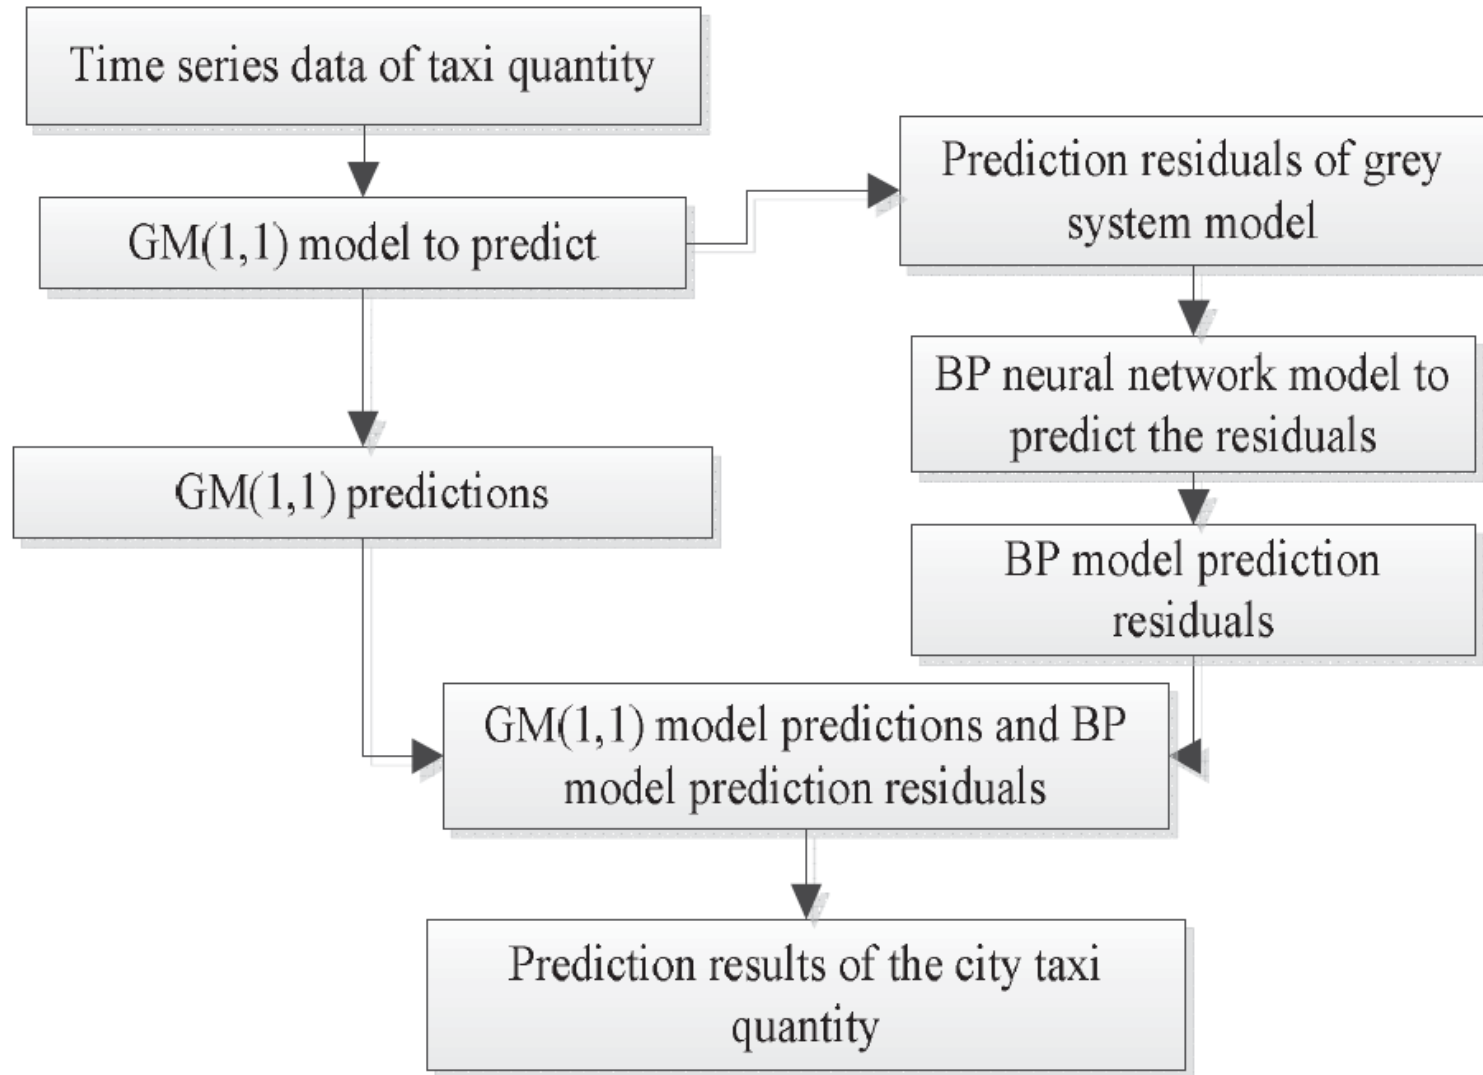 Time series data of taxi quantity
GM(1,1) model to predict
Prediction residuals of grey
system model
BP neural network model to
predict the residuals
GM(1,1) predictions
BP model prediction
residuals
GM(1,1) model predictions and BP
model prediction residuals
Prediction results of the city taxi
quantity